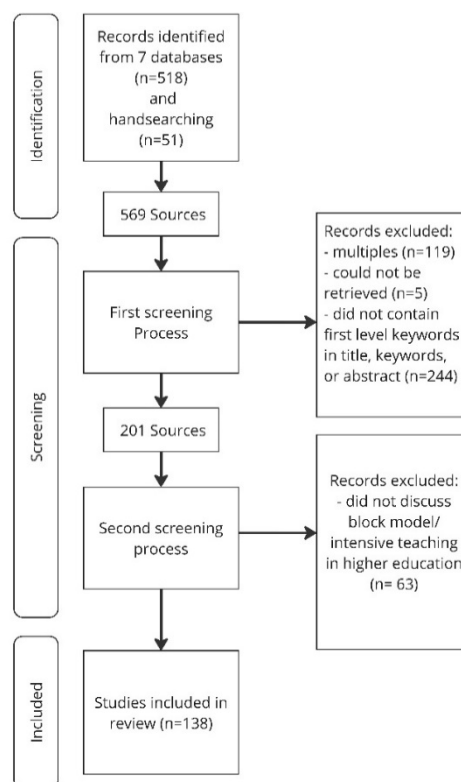 Identification
Records identified
from 7 databases
(n=518)
and
handsearching
(n=51)
569 Sources
Screening
First screening
Process
Records excluded:
- multiples (n=119)
- could not be
retrieved (n=5)
- did not contain
first level keywords
in title, keywords,
or abstract (n=244)
201 Sources
Second screening
process
Records excluded:
- did not discuss
block model/
intensive teaching
in higher education
(n= 63)
Included
Studies included in
review (n=138)